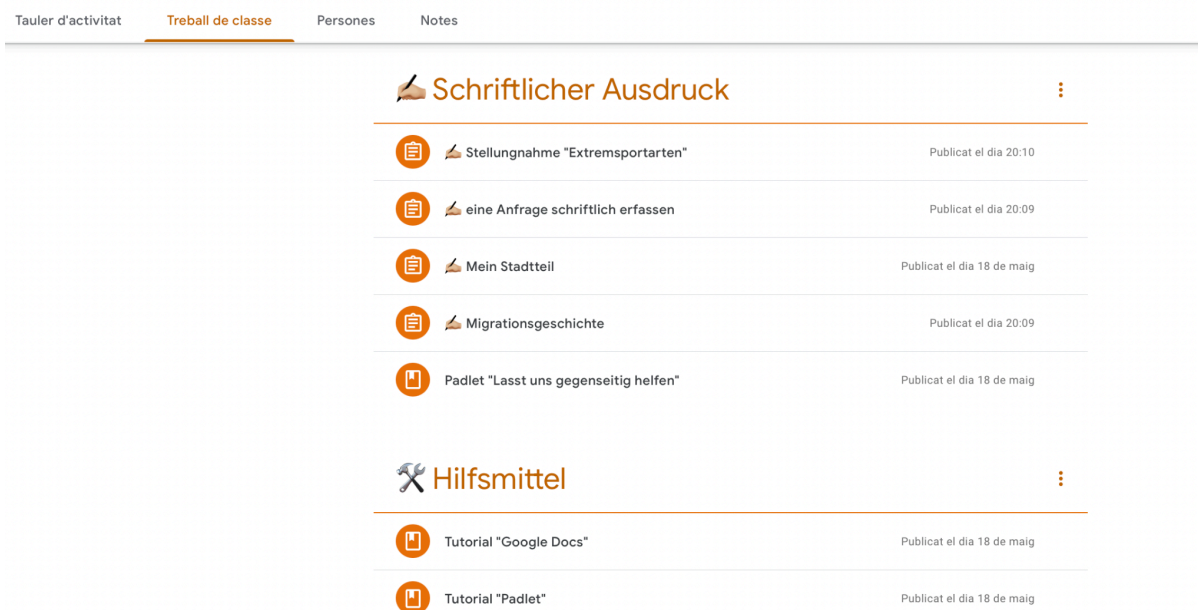 Tauler d'activitat Treball de classe Persones Notes
✍🏼 Schriftlicher Ausdruck
✍🏼 Stellungnahme "Extremsportarten" Publicat el dia 20:10
✍🏼 eine Anfrage schriftlich erfassen Publicat el dia 20:09
✍🏼 Mein Stadtteil Publicat el dia 18 de maig
✍🏼 Migrationsgeschichte Publicat el dia 20:09
Padlet "Lasst uns gegenseitig helfen" Publicat el dia 18 de maig
🛠 Hilfsmittel
Tutorial "Google Docs" Publicat el dia 18 de maig
Tutorial "Padlet" Publicat el dia 18 de maig